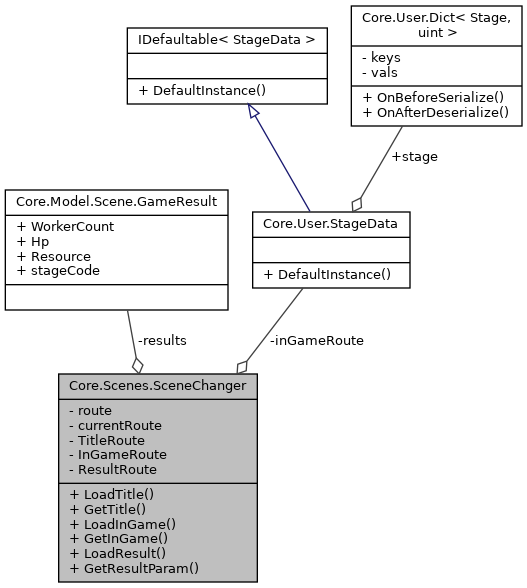 Core.User.Dict< Stage,
uint >
- keys
- vals
+ OnBeforeSerialize()
+ OnAfterDeserialize()
IDefaultable< StageData >
+ DefaultInstance()
+stage
Core.Model.Scene.GameResult
+ WorkerCount
+ Hp
+ Resource
+ stageCode
Core.User.StageData
+ DefaultInstance()
-results
-inGameRoute
Core.Scenes.SceneChanger
- route
- currentRoute
- TitleRoute
- InGameRoute
- ResultRoute
+ LoadTitle()
+ GetTitle()
+ LoadInGame()
+ GetInGame()
+ LoadResult()
+ GetResultParam()